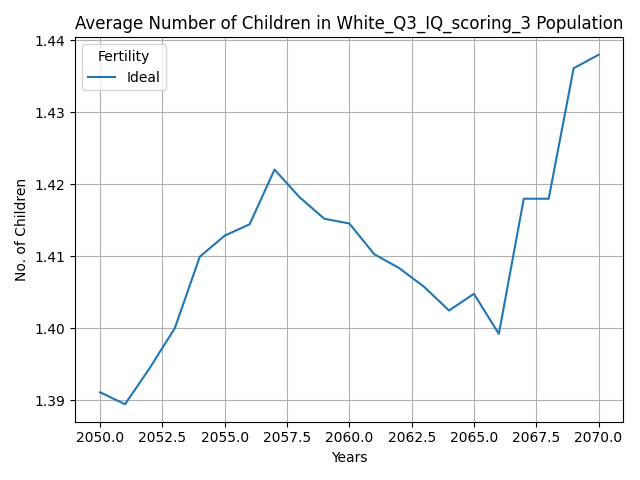 Average Number of Children in White_Q3_IQ_scoring_3 Population
Fertility
Ideal
No. of Children
1.44
1.43
1.42
1.41
1.40
1.39
2050.0 2052.5 2055.0 2057.5 2060.0 2062.5 2065.0 2067.5 2070.0
Years